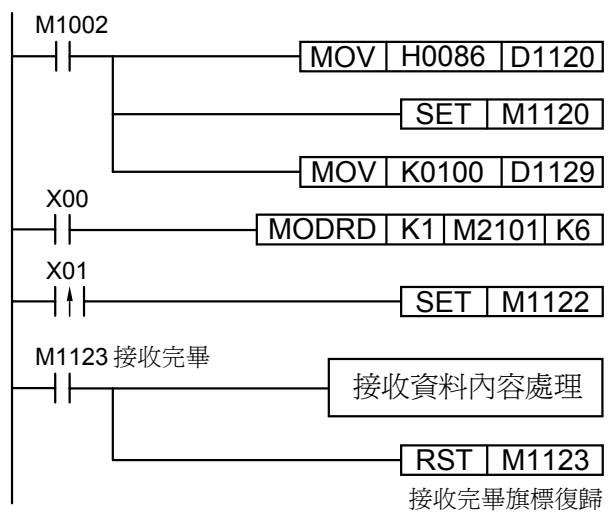 M1002
MOV H0086 D1120
SET M1120
MOV K0100 D1129
X00
MODRD K1 M2101 K6
X01
SET M1122
M1123 接收完畢
接收資料內容處理
RST M1123
接收完畢旗標復歸